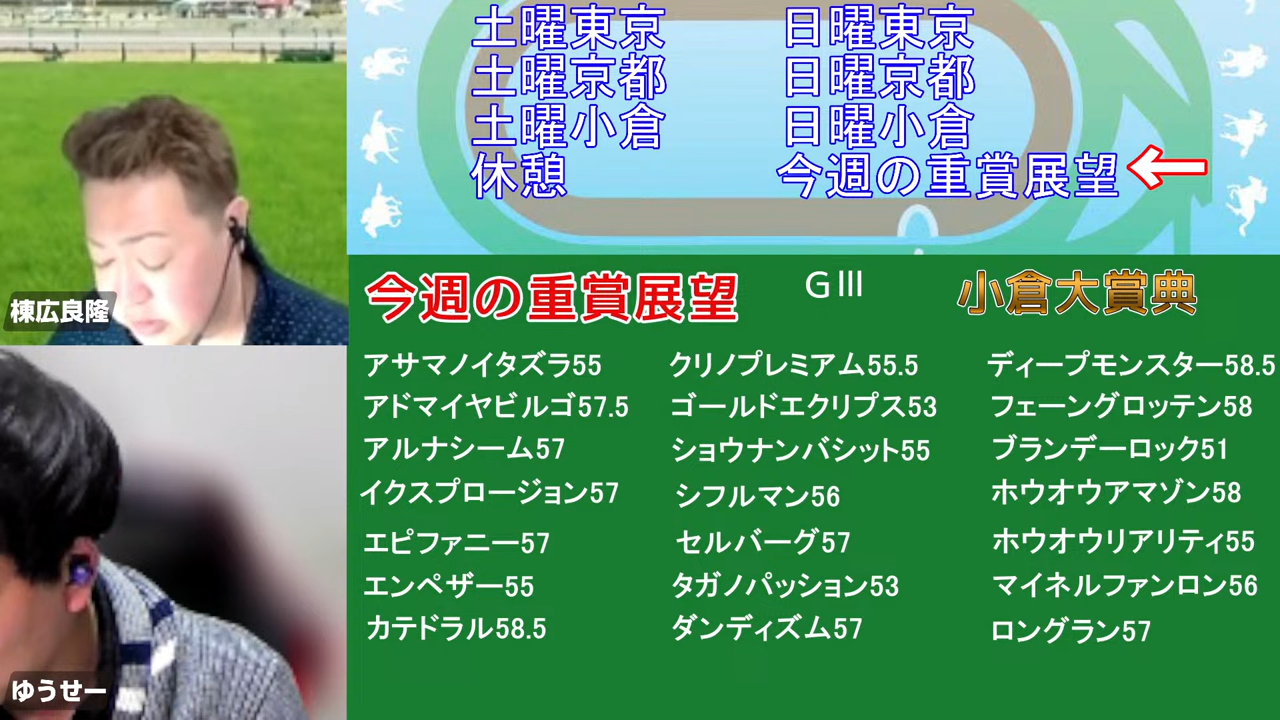 土曜東京
土曜京都
土曜小倉
休憩
日曜東京
日曜京都
日曜小倉
今週の重賞展望
棟広良隆
ゆうせー
今週の重賞展望
GⅢ
小倉大賞典
アサマノイタズラ55
アドマイヤビルゴ57.5
アルナシーム57
イクスプロージョン57
エピファニー57
エンペザー55
カテドラル58.5
クリノプレミアム55.5
ゴールドエクリプス53
ショウナンバシット55
シフルマン56
セルバーグ57
タガノパッション53
ダンディズム57
ディープモンスター58.5
フェーングロッテン58
ブランデーロック51
ホウオウアマゾン58
ホウオウリアリティ55
マイネルファンロン56
ロングラン57